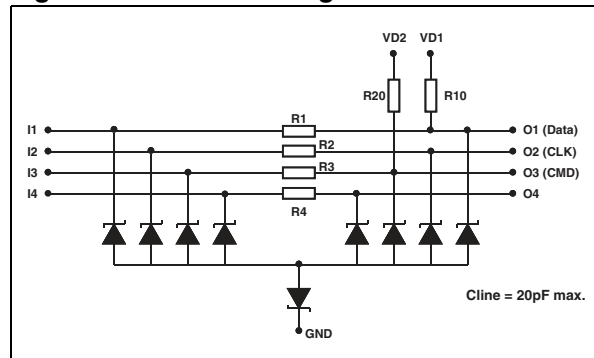 VD2 VD1
R20 R10
R1
I1 O1 (Data)
R2
I2 O2 (CLK)
R3
I3 O3 (CMD)
I4 O4
R4
Cline = 20pF max.
GND